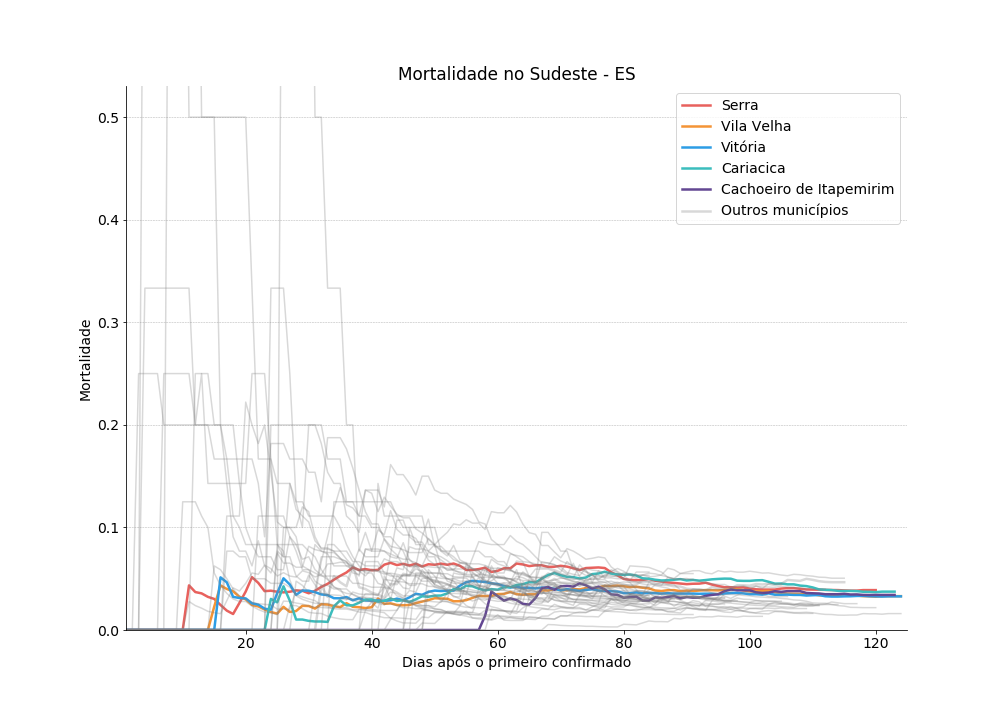 Mortalidade no Sudeste - ES
Serra
Vila Velha
Vitória
Cariacica
Cachoeiro de Itapemirim
Outros municípios
Mortalidade
0.5
0.4
0.3
0.2
0.1
0.0
20
40
60
80
100
120
Dias após o primeiro confirmado